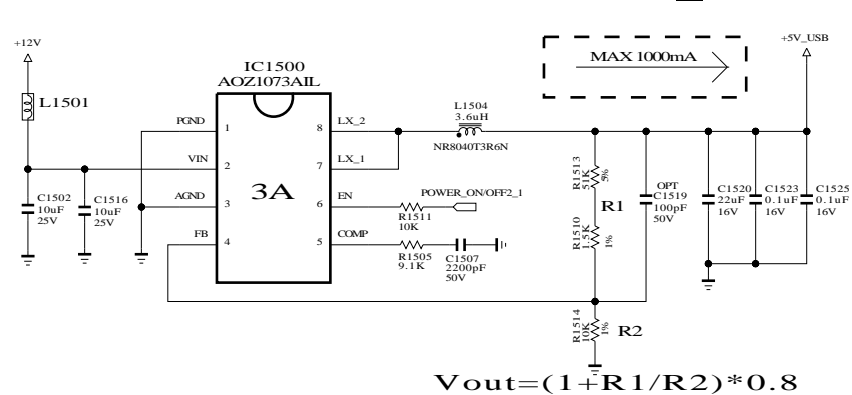 +12V
L1501
C1502
10uF
25V
C1516
10uF
25V
IC1500
AOZ1073AIL
PGND
1
VIN
2
AGND
3
FB
4
3A
8
LX_2
7
LX_1
6
EN
5
COMP
L1504
3.6uH
NR8040T3R6N
R1511
10K
POWER_ON/OFF2_1
R1505
9.1K
C1507
2200pF
50V
MAX 1000mA
+5V_USB
R1513
51K
5%
R1
R1510
1.5K
1%
OPT
C1519
100pF
50V
C1520
22uF
16V
C1523
0.1uF
16V
C1525
0.1uF
16V
R1514
10K
1%
R2
Vout=(1+R1/R2)*0.8